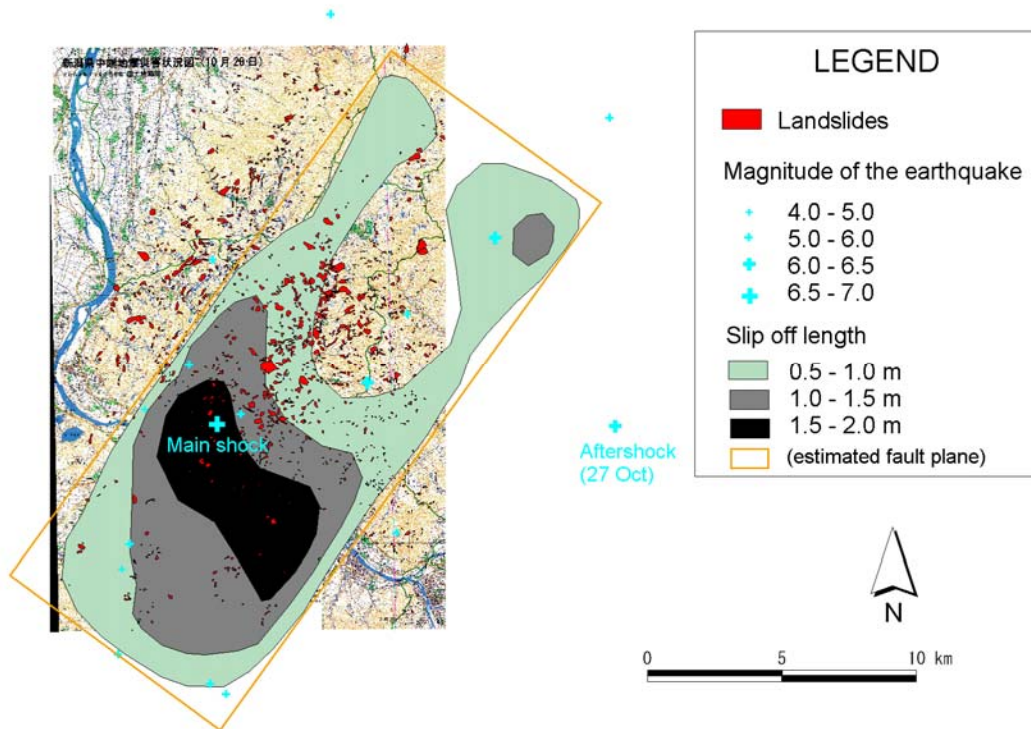 新潟県中越地震災害状況図(10月28日)
Main shock
Aftershock
(27 Oct)
LEGEND
Landslides
Magnitude of the earthquake
4.0 - 5.0
5.0 - 6.0
6.0 - 6.5
6.5 - 7.0
Slip off length
0.5 - 1.0 m
1.0 - 1.5 m
1.5 - 2.0 m
(estimated fault plane)
N
0 5 10 km